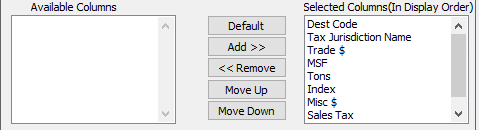 Available Columns
Default
Add >>
<< Remove
Move Up
Move Down
Selected Columns(In Display Order)
Dest Code
Tax Jurisdiction Name
Trade $
MSF
Tons
Index
Misc $
Sales Tax